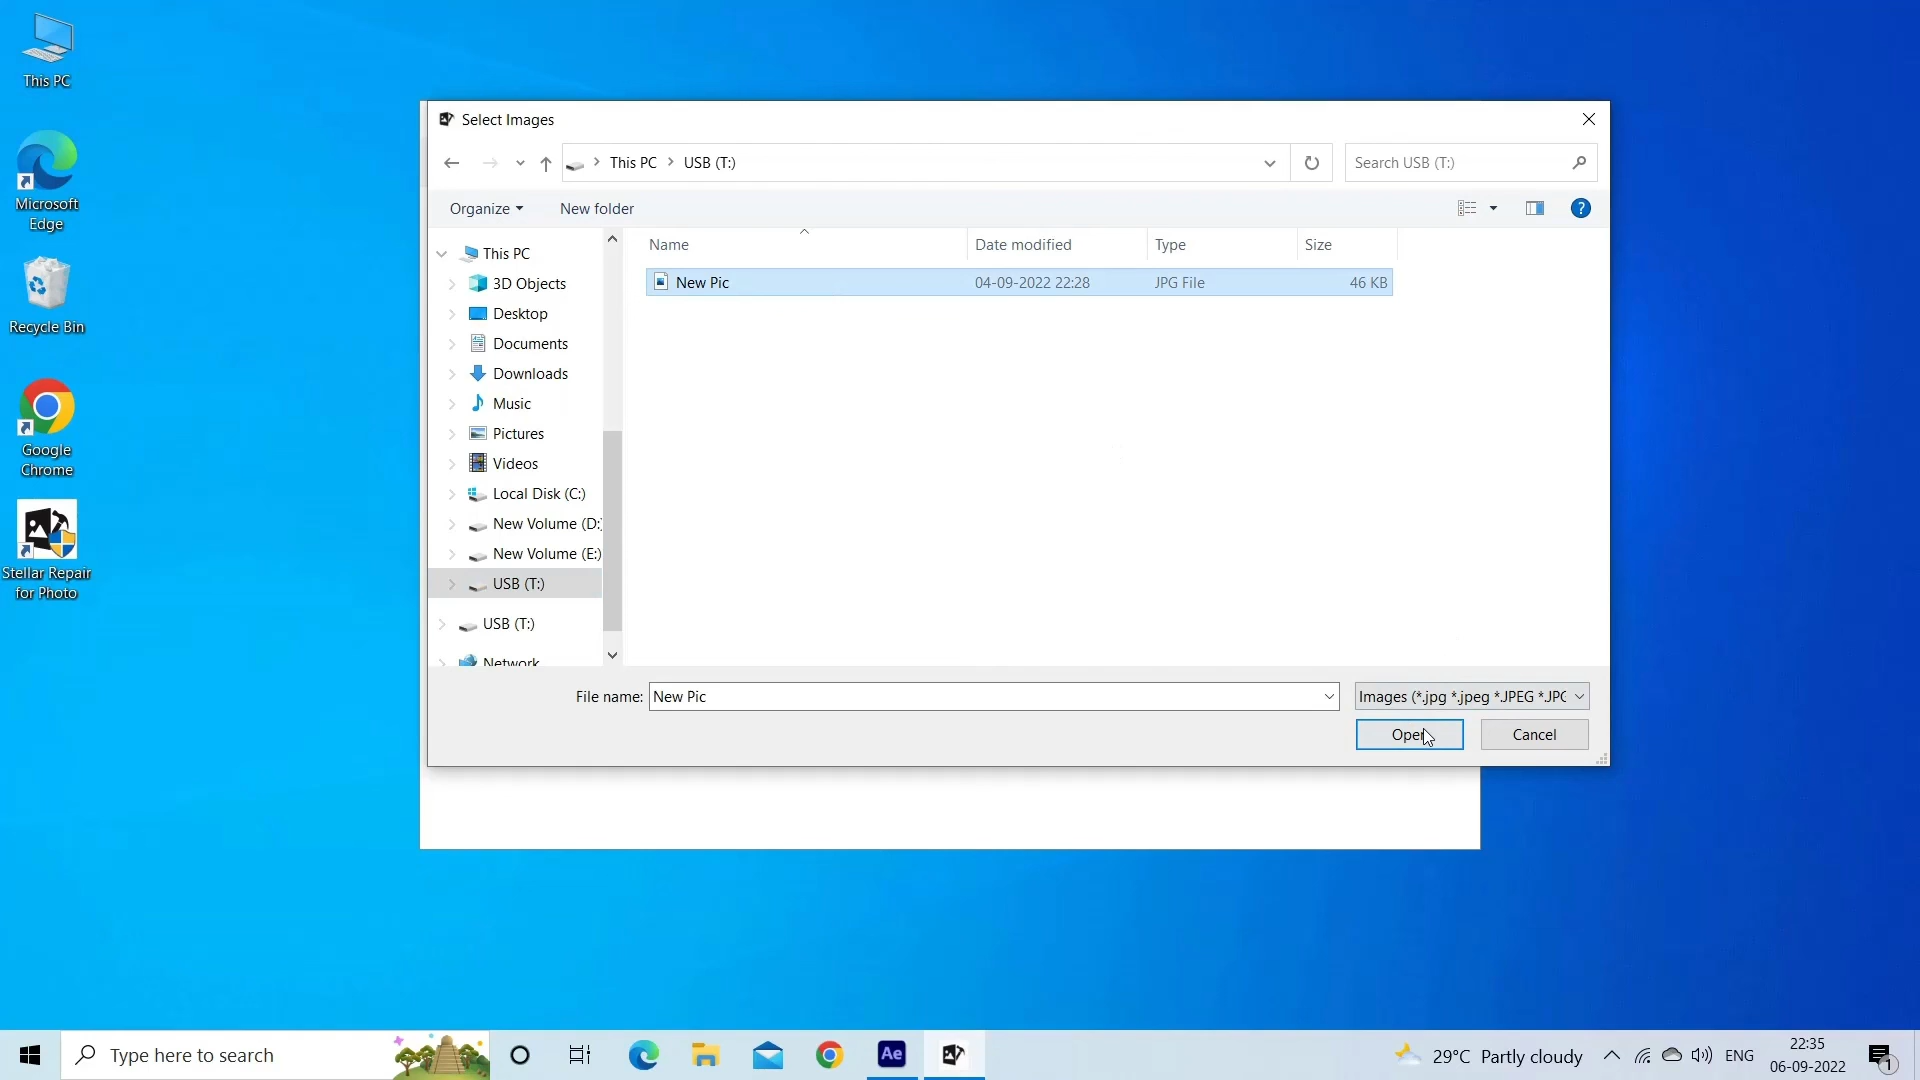 This PC
Microsoft
Edge
Recycle Bin
Google
Chrome
Stellar Repair
for Photo
Select Images
This PC
USB (T:)
Search USB (T:)
Organize
New folder
?
Name
Date modified
Type
Size
New Pic
04-09-2022 22:28
JPG File
46 KB
This PC
3D Objects
Desktop
Documents
Downloads
Music
Pictures
Videos
Local Disk (C:)
New Volume (D:)
New Volume (E:)
USB (T:)
USB (T:)
Network
File name:
New Pic
Images (*.jpg *.jpeg *.JPEG *.JPG
Open
Cancel
Type here to search
Ae
29°C Partly cloudy
ENG
22:35
06-09-2022
1